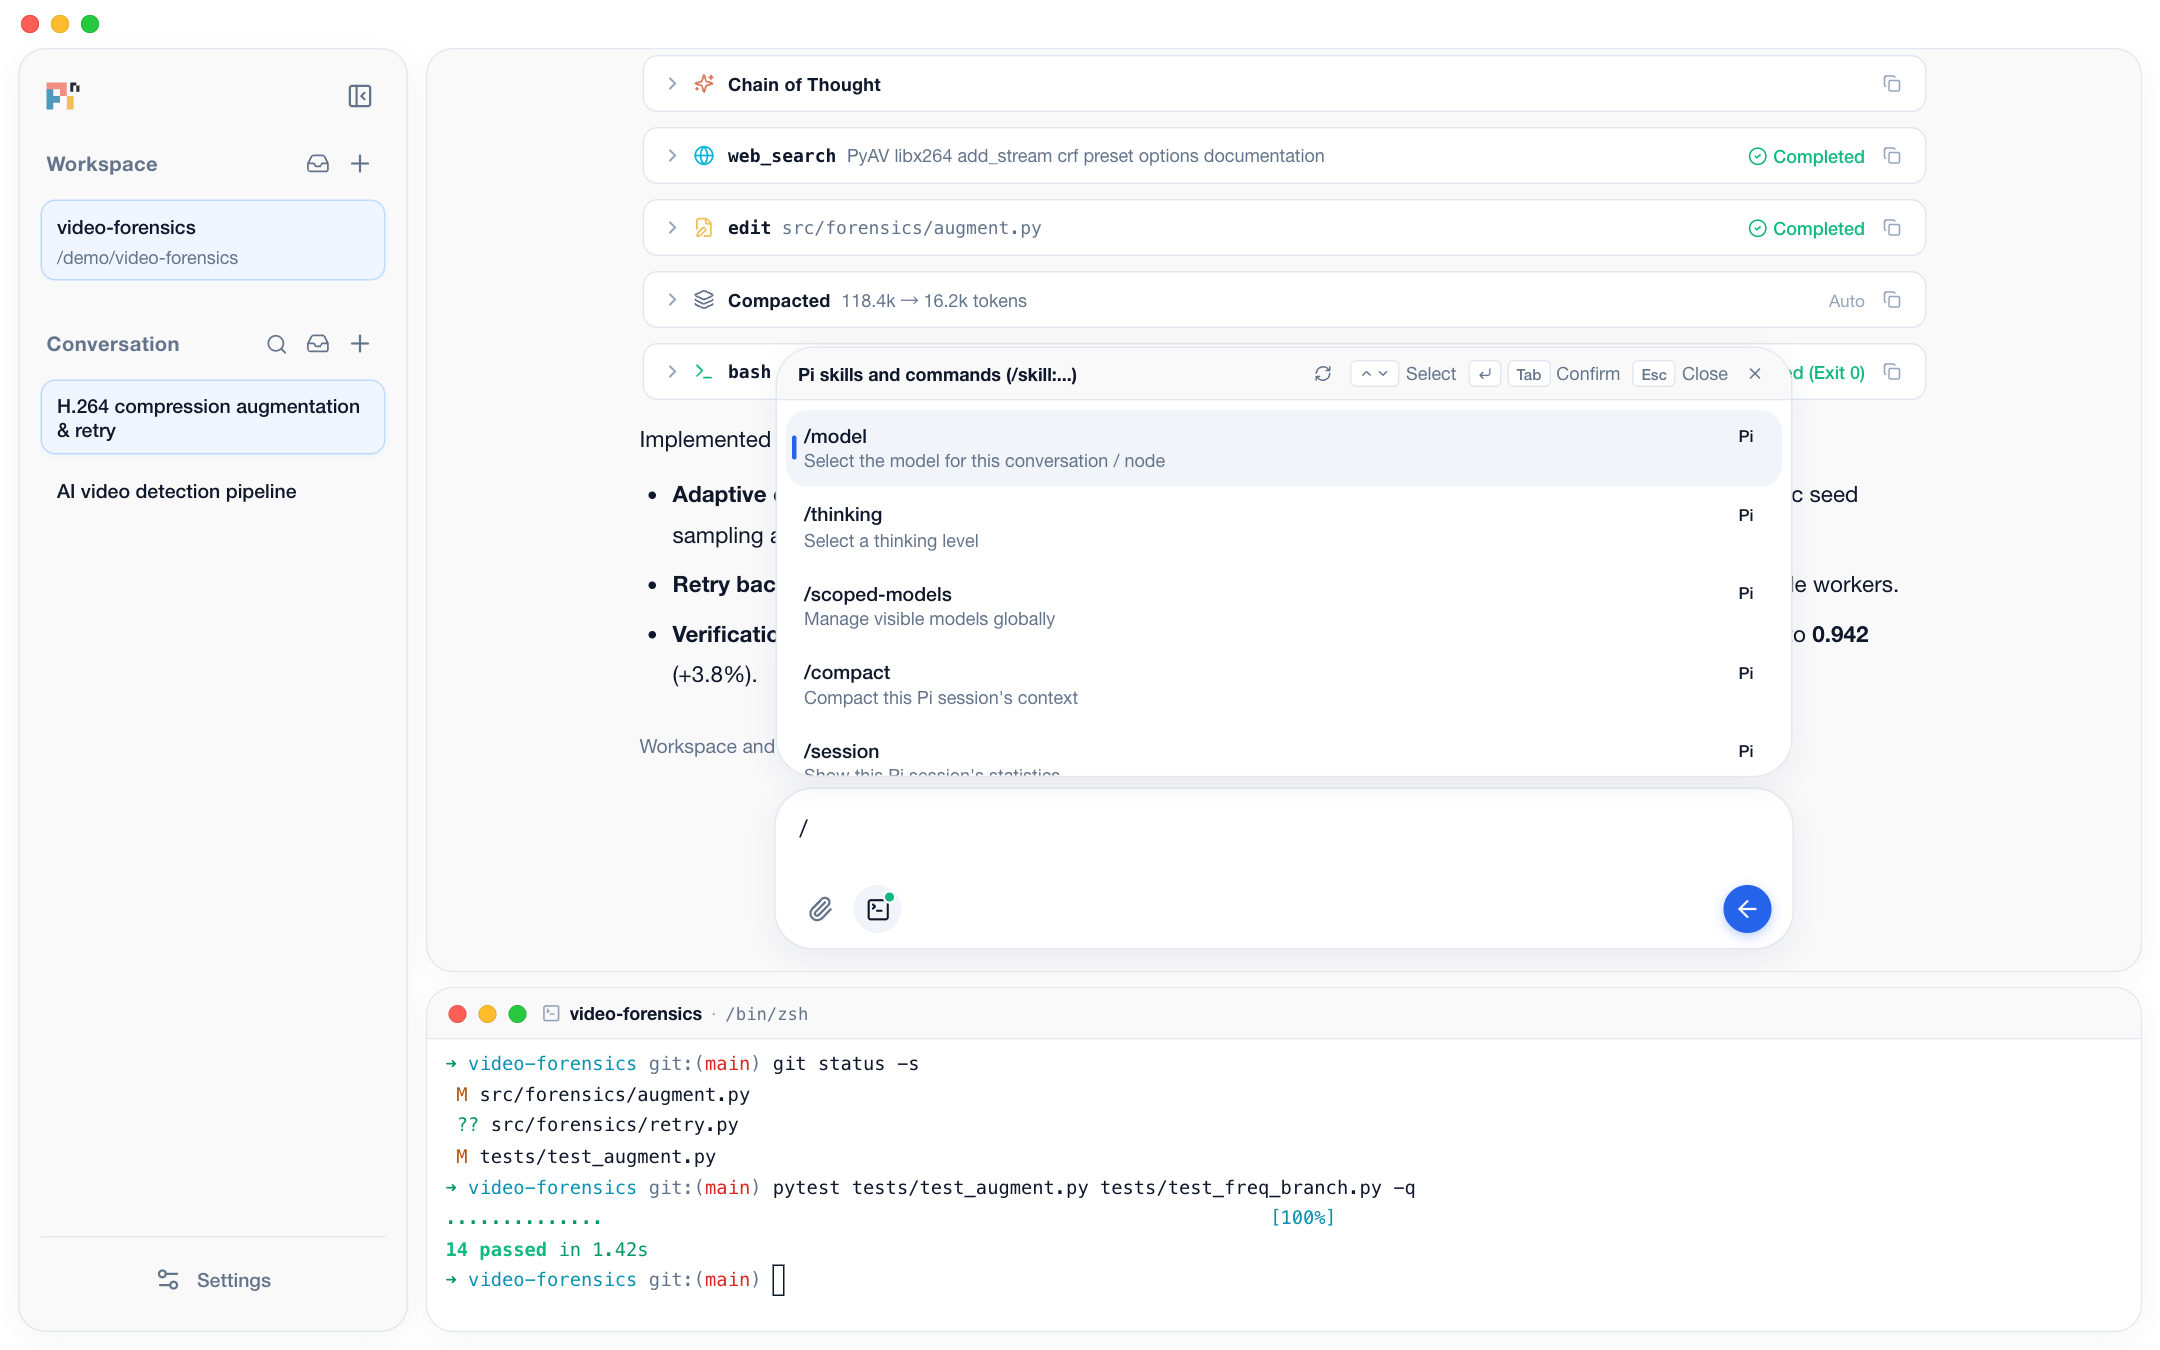 Workspace
video-forensics
/demo/video-forensics
Conversation
H.264 compression augmentation
& retry
AI video detection pipeline
Settings
Chain of Thought
web_search PyAV libx264 add_stream crf preset options documentation Completed
edit src/forensics/augment.py Completed
Compacted 118.4k → 16.2k tokens Auto
bash (Exit 0)
Implemented
Adaptive seed
sampling
Retry workers.
0.942
(+3.8%).
Workspace and
Pi skills and commands (/skill:...) Select Tab Confirm Esc Close
/model Pi
Select the model for this conversation / node
/thinking Pi
Select a thinking level
/scoped-models Pi
Manage visible models globally
/compact Pi
Compact this Pi session's context
/session Pi
Show this Pi session's statistics
/
video-forensics · /bin/zsh
→ video-forensics git:(main) git status -s
M src/forensics/augment.py
?? src/forensics/retry.py
M tests/test_augment.py
→ video-forensics git:(main) pytest tests/test_augment.py tests/test_freq_branch.py -q
.............. [100%]
14 passed in 1.42s
→ video-forensics git:(main)